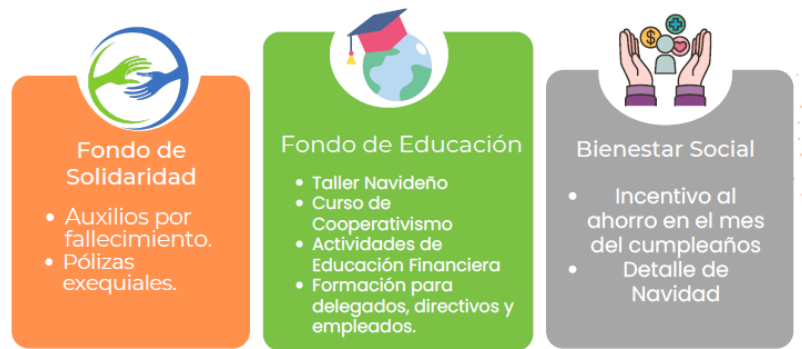 Fondo de
Solidaridad
• Auxilios por
fallecimiento.
• Pólizas
exequiales.
Fondo de Educación
• Taller Navideño
• Curso de
Cooperativismo
• Actividades de
Educación Financiera
• Formación para
delegados, directivos y
empleados.
Bienestar Social
• Incentivo al
ahorro en el mes
del cumpleaños
• Detalle de
Navidad